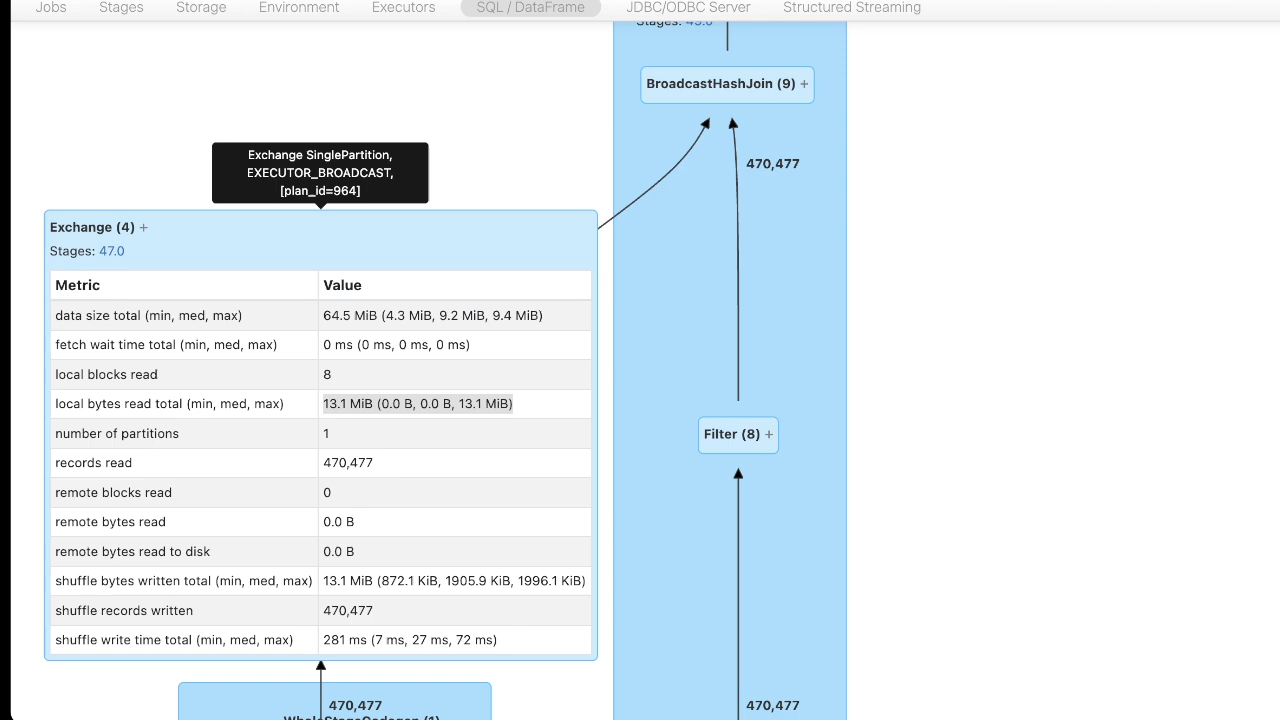 Jobs Stages Storage Environment Executors SQL / DataFrame JDBC/ODBC Server Structured Streaming
Stages: 45.0
BroadcastHashJoin (9) +
470,477
Exchange SinglePartition,
EXECUTOR_BROADCAST,
[plan_id=964]
Exchange (4) +
Stages: 47.0
Metric Value
data size total (min, med, max) 64.5 MiB (4.3 MiB, 9.2 MiB, 9.4 MiB)
fetch wait time total (min, med, max) 0 ms (0 ms, 0 ms, 0 ms)
local blocks read 8
local bytes read total (min, med, max) 13.1 MiB (0.0 B, 0.0 B, 13.1 MiB)
number of partitions 1
records read 470,477
remote blocks read 0
remote bytes read 0.0 B
remote bytes read to disk 0.0 B
shuffle bytes written total (min, med, max) 13.1 MiB (872.1 KiB, 1905.9 KiB, 1996.1 KiB)
shuffle records written 470,477
shuffle write time total (min, med, max) 281 ms (7 ms, 27 ms, 72 ms)
Filter (8) +
470,477
WholeStageCodegen (1)
470,477